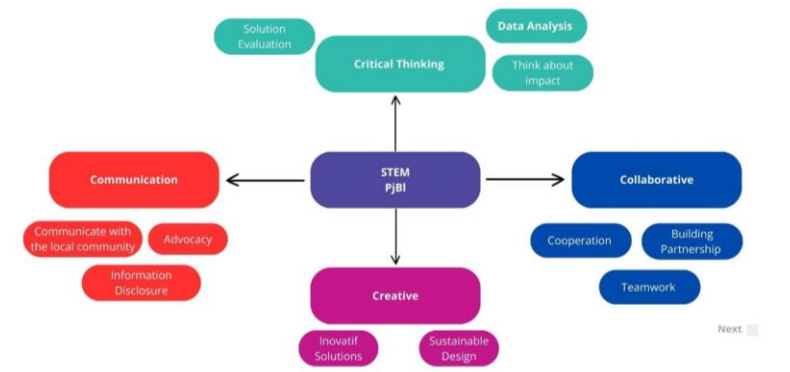 Solution
Evaluation
Data Analysis
Critical Thinking
Think about
impact
Communication
STEM
PjBl
Collaborative
Communicate with
the local community
Advocacy
Information
Disclosure
Cooperation
Building
Partnership
Teamwork
Creative
Inovatif
Solutions
Sustainable
Design
Next